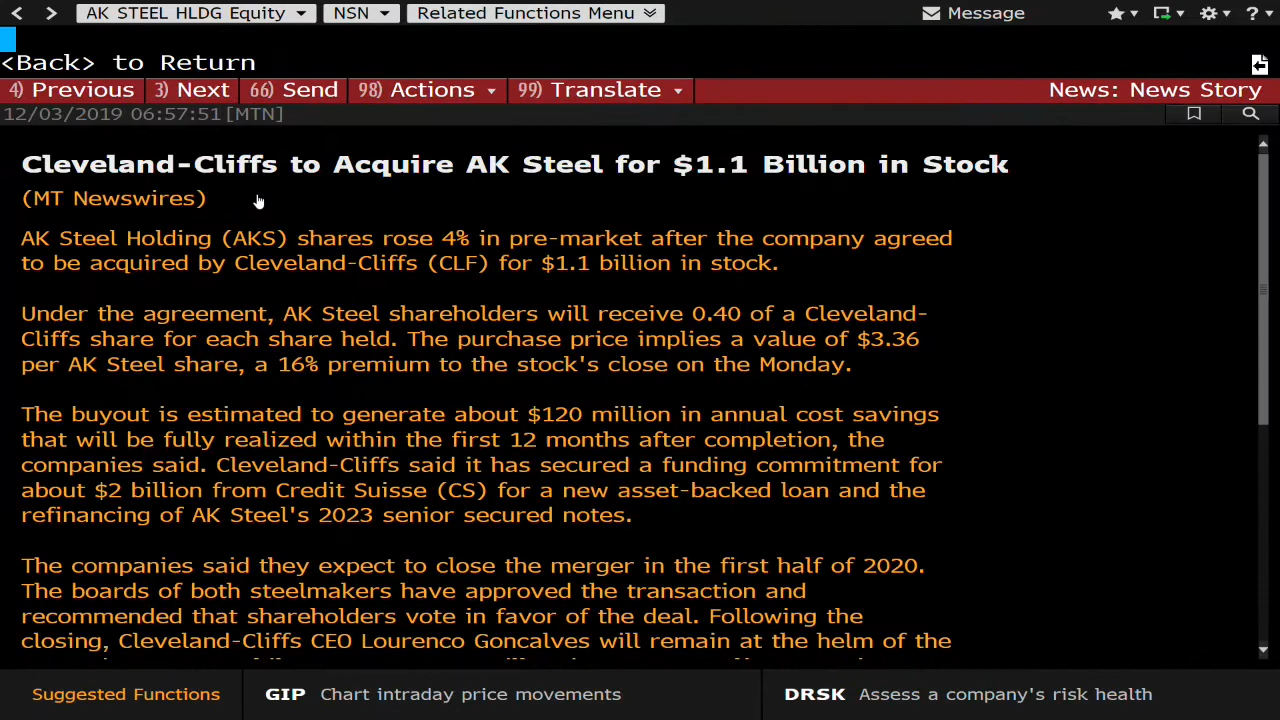 AK STEEL HLDG Equity NSN Related Functions Menu Message ?
<Back> to Return
4) Previous 3) Next 66) Send 98) Actions 99) Translate News: News Story
12/03/2019 06:57:51[MTN]
Cleveland-Cliffs to Acquire AK Steel for $1.1 Billion in Stock
(MT Newswires)
AK Steel Holding (AKS) shares rose 4% in pre-market after the company agreed
to be acquired by Cleveland-Cliffs (CLF) for $1.1 billion in stock.
Under the agreement, AK Steel shareholders will receive 0.40 of a Cleveland-
Cliffs share for each share held. The purchase price implies a value of $3.36
per AK Steel share, a 16% premium to the stock's close on the Monday.
The buyout is estimated to generate about $120 million in annual cost savings
that will be fully realized within the first 12 months after completion, the
companies said. Cleveland-Cliffs said it has secured a funding commitment for
about $2 billion from Credit Suisse (CS) for a new asset-backed loan and the
refinancing of AK Steel's 2023 senior secured notes.
The companies said they expect to close the merger in the first half of 2020.
The boards of both steelmakers have approved the transaction and
recommended that shareholders vote in favor of the deal. Following the
closing, Cleveland-Cliffs CEO Lourenco Goncalves will remain at the helm of the
Suggested Functions GIP Chart intraday price movements DRSK Assess a company's risk health